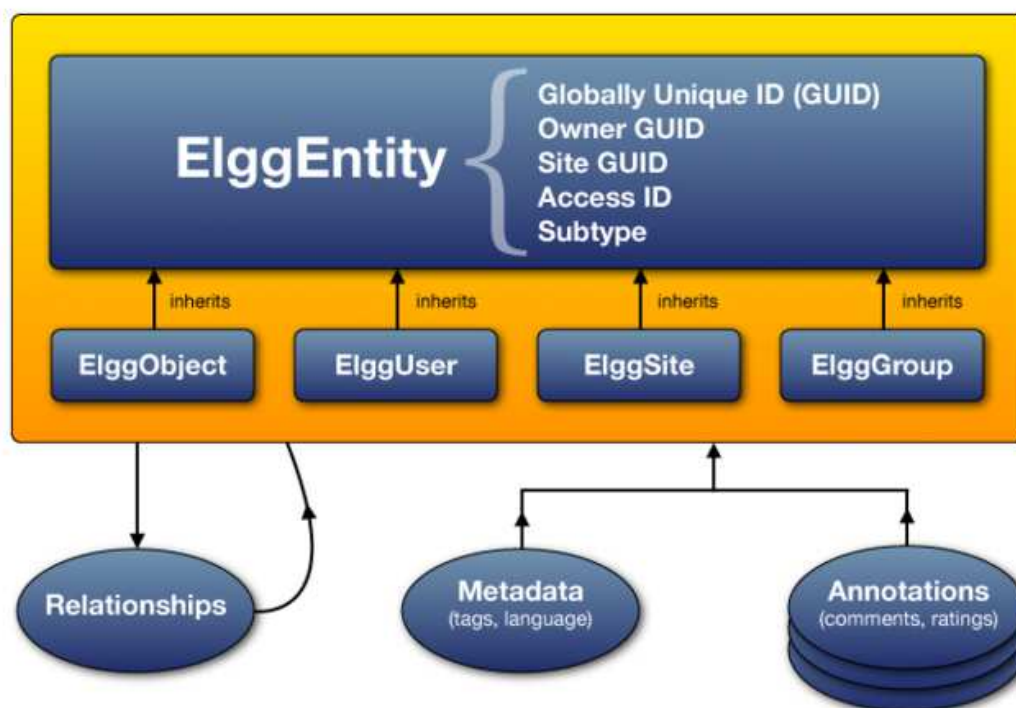 ElggEntity
Globally Unique ID (GUID)
Owner GUID
Site GUID
Access ID
Subtype
inherits
inherits
inherits
inherits
ElggObject
ElggUser
ElggSite
ElggGroup
Relationships
Metadata
(tags, language)
Annotations
(comments, ratings)